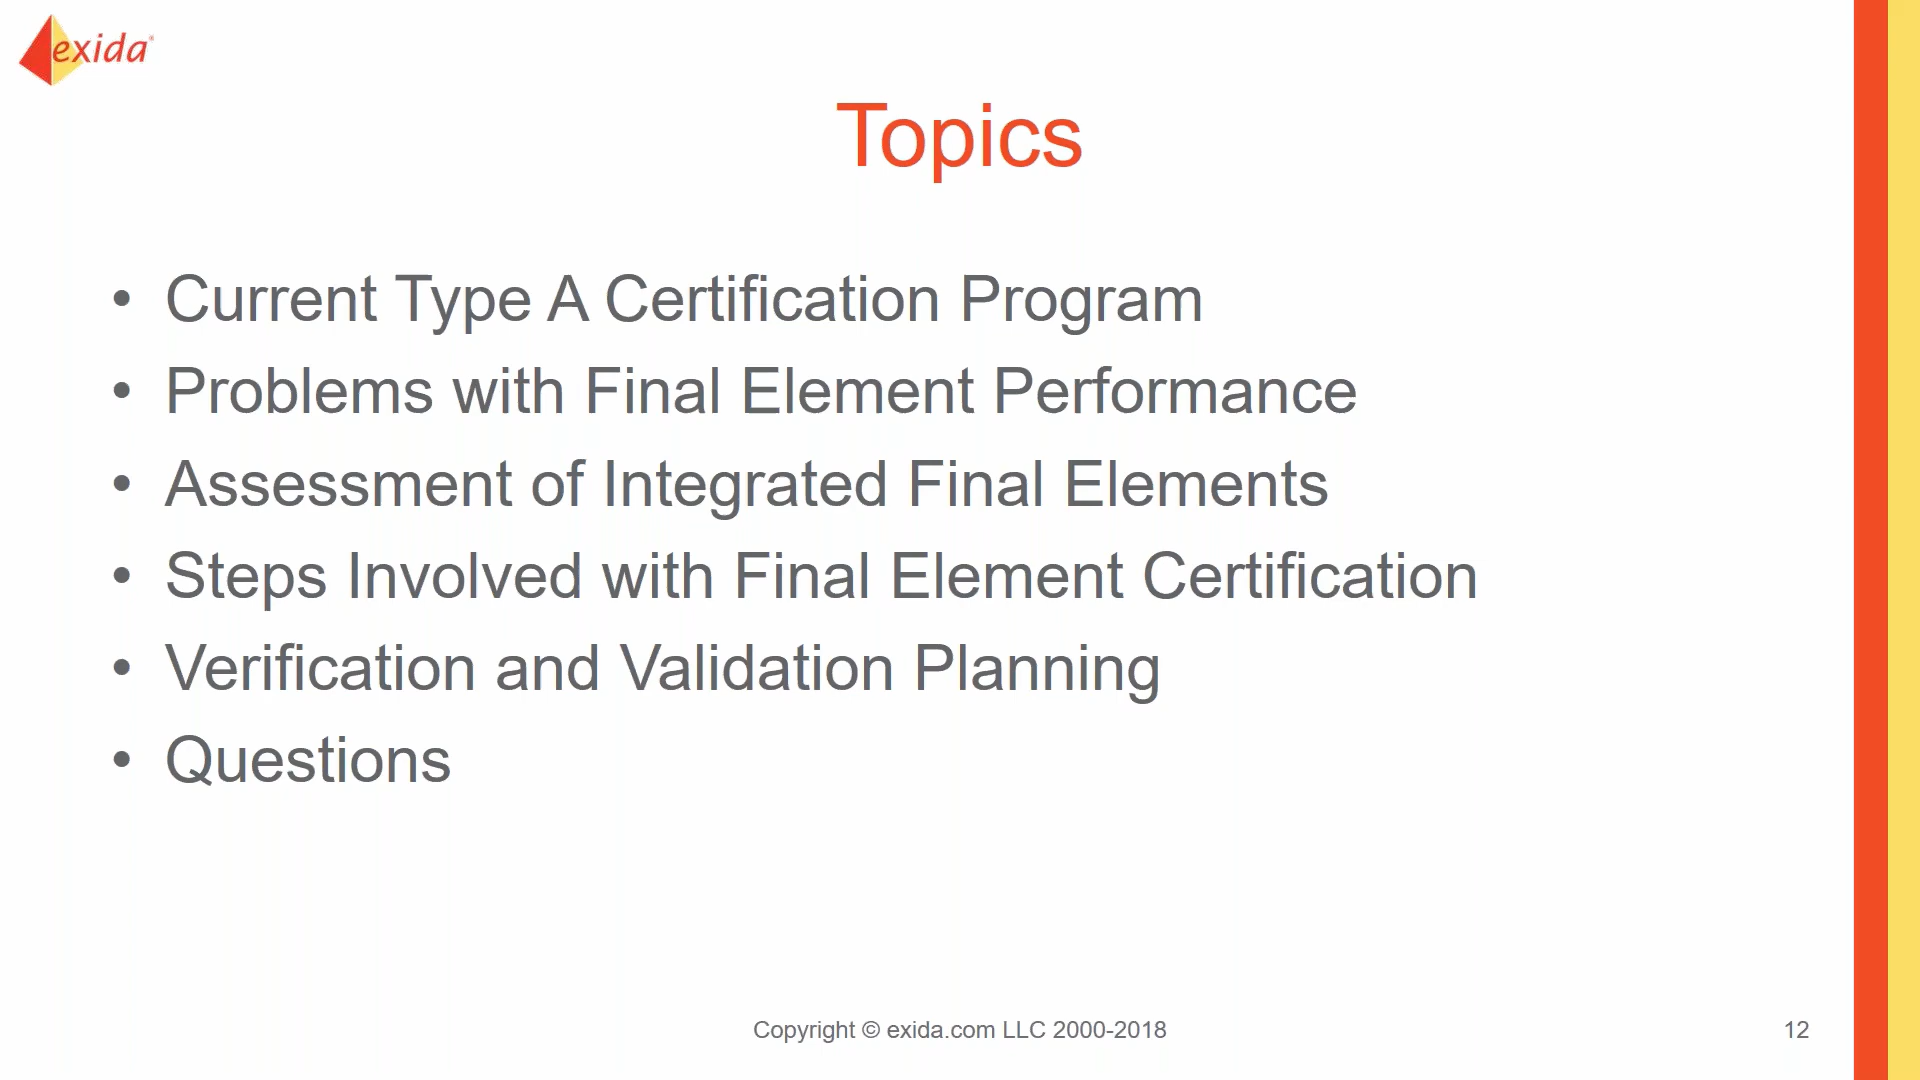 exida
Topics
• Current Type A Certification Program
• Problems with Final Element Performance
• Assessment of Integrated Final Elements
• Steps Involved with Final Element Certification
• Verification and Validation Planning
• Questions
Copyright © exida.com LLC 2000-2018
12